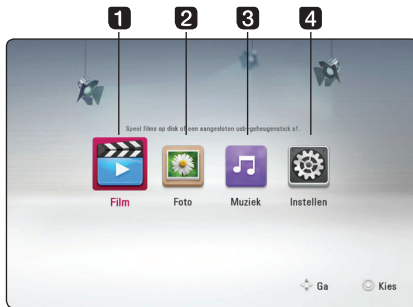 1 2 3 4
Speel films op disk of een aangesloten usb-geheugenstick af.
Film Foto Muziek Instellen
Ga Kies